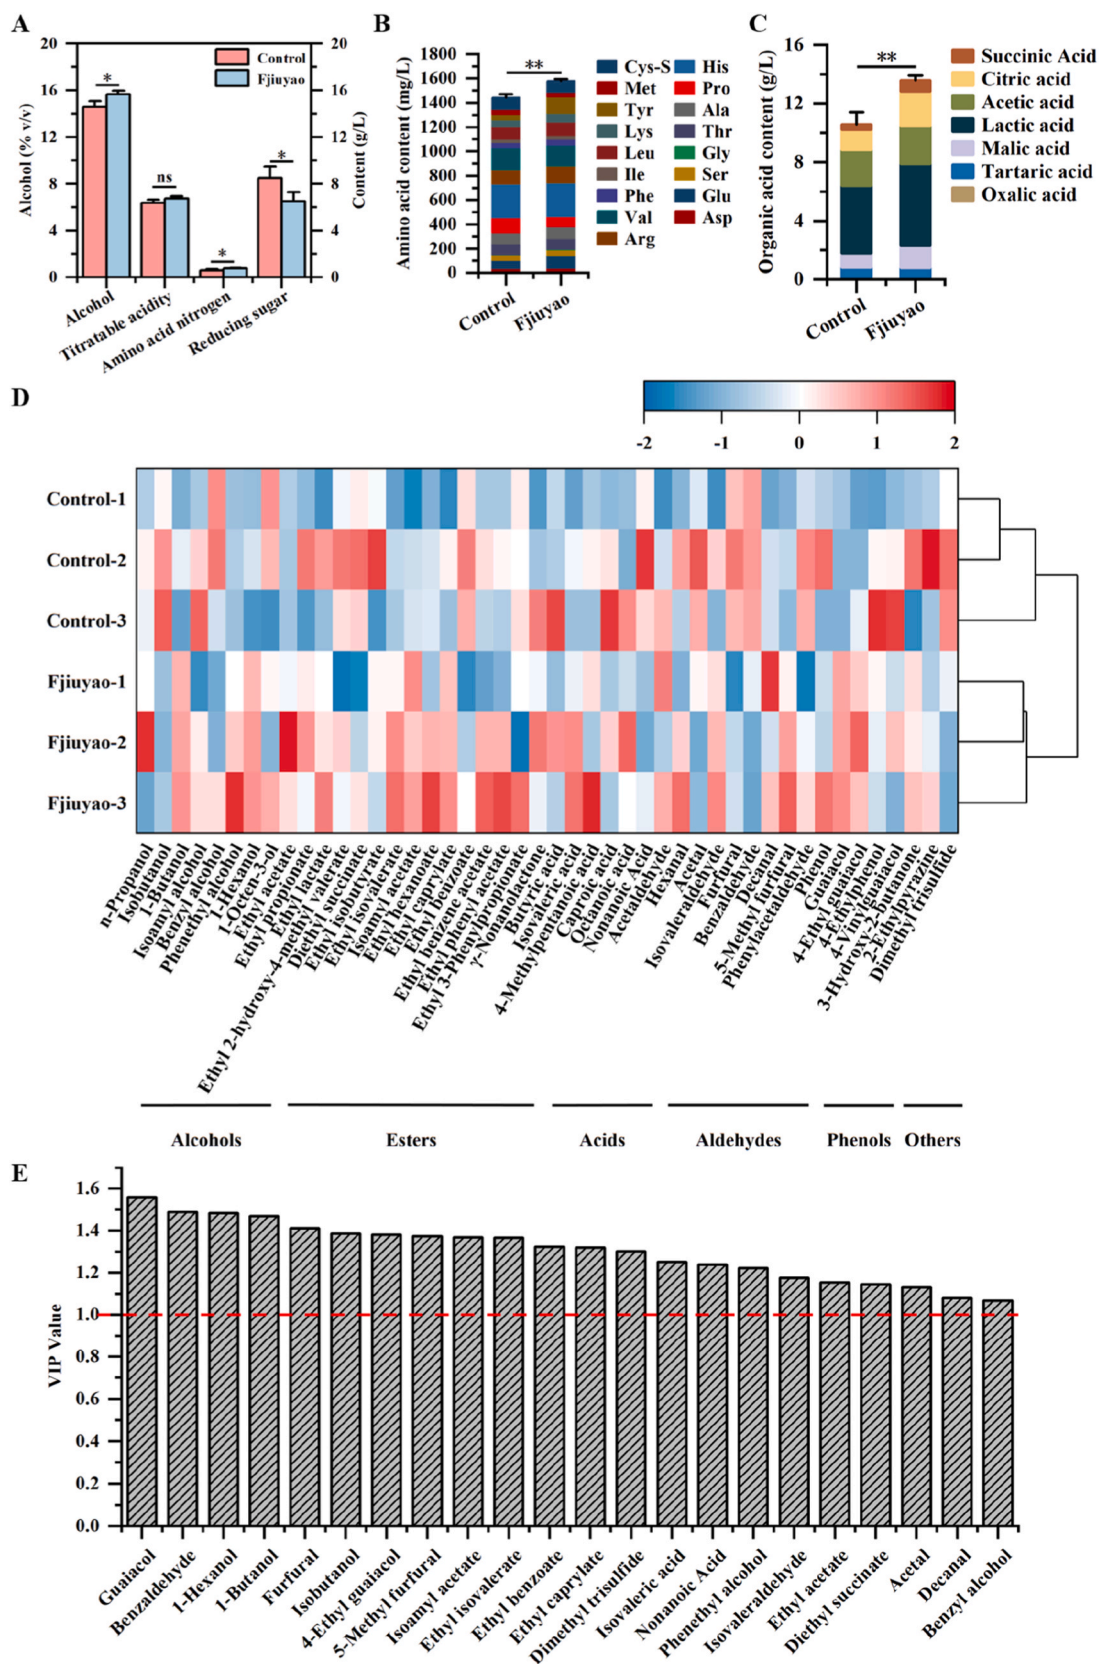 A
20
16
12
8
4
0
Alcohol (% v/v)
Control
Fjiuyao
*
ns
*
*
20
16
12
8
4
0
Content (g/L)
Alcohol
Titratable acidity
Amino acid nitrogen
Reducing sugar
B
1800
1600
1400
1200
1000
800
600
400
200
0
Amino acid content (mg/L)
**
Control
Fjiuyao
Cys-S His
Met Pro
Tyr Ala
Lys Thr
Leu Gly
Ile Ser
Phe Glu
Val Asp
Arg
C
16
12
8
4
0
Organic acid content (g/L)
**
Control
Fjiuyao
Succinic Acid
Citric acid
Acetic acid
Lactic acid
Malic acid
Tartaric acid
Oxalic acid
D
-2 -1 0 1 2
Control-1
Control-2
Control-3
Fjiuyao-1
Fjiuyao-2
Fjiuyao-3
n-Propanol
Isobutanol
1-Butanol
Isoamyl alcohol
Benzyl alcohol
Phenethyl alcohol
1-Hexanol
1-Octen-3-ol
Ethyl acetate
Ethyl propionate
Ethyl lactate
Ethyl 2-hydroxy-4-methyl valerate
Diethyl succinate
Ethyl isobutyrate
Ethyl isovalerate
Isoamyl acetate
Ethyl hexanoate
Ethyl caprylate
Ethyl benzoate
Ethyl benzene acetate
Ethyl phenyl acetate
Ethyl 3-Phenylpropionate
γ-Nonanolactone
Butyric acid
Isovaleric acid
4-Methylpentanoic acid
Caproic acid
Octanoic acid
Nonanoic Acid
Acetaldehyde
Hexanal
Acetal
Isovaleraldehyde
Furfural
Benzaldehyde
Decanal
5-Methyl furfural
Phenylacetaldehyde
Phenol
Guaiacol
4-Ethyl guaiacol
4-Ethylphenol
4-Vinylguaiacol
3-Hydroxy-2-butanone
2-Ethylpyrazine
Dimethyl trisulfide
Alcohols Esters Acids Aldehydes Phenols Others
E
1.6
1.4
1.2
1.0
0.8
0.6
0.4
0.2
0.0
VIP Value
Guaiacol
Benzaldehyde
1-Hexanol
1-Butanol
Furfural
Isobutanol
4-Ethyl guaiacol
5-Methyl furfural
Isoamyl acetate
Ethyl isovalerate
Ethyl benzoate
Ethyl caprylate
Dimethyl trisulfide
Isovaleric acid
Nonanoic Acid
Phenethyl alcohol
Isovaleraldehyde
Ethyl acetate
Diethyl succinate
Acetal
Decanal
Benzyl alcohol